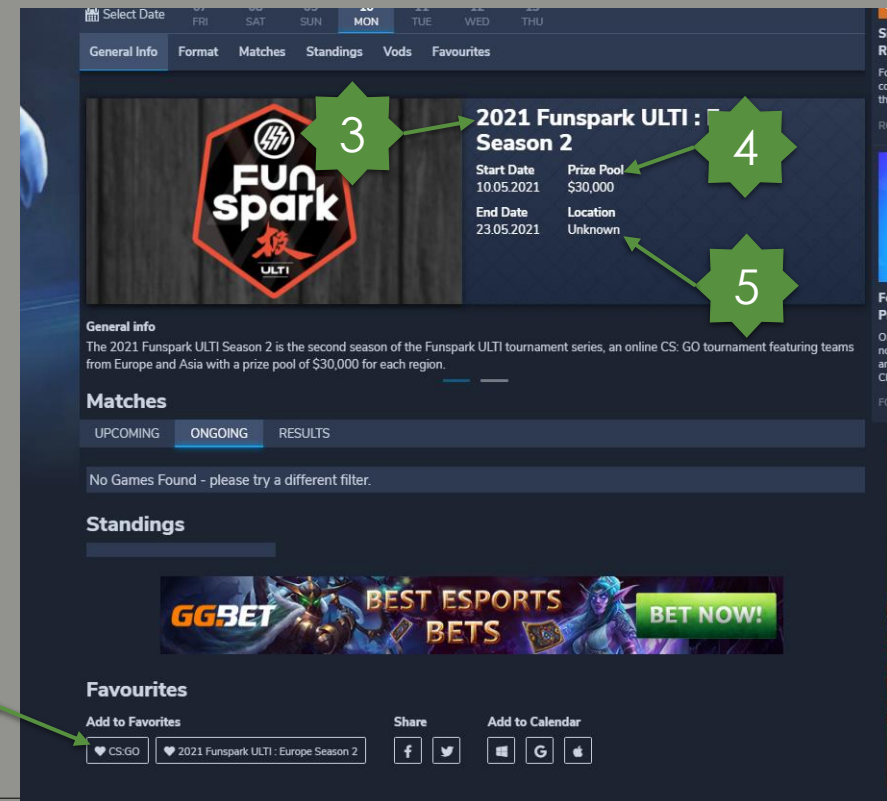 Select Date
FRI SAT SUN MON TUE WED THU
General Info Format Matches Standings Vods Favourites
FUN
spark
极
ULTI
3
2021 Funspark ULTI :
Season 2
4
Start Date Prize Pool
10.05.2021 $30,000
End Date Location
23.05.2021 Unknown
5
General info
The 2021 Funspark ULTI Season 2 is the second season of the Funspark ULTI tournament series, an online CS: GO tournament featuring teams
from Europe and Asia with a prize pool of $30,000 for each region.
Matches
UPCOMING ONGOING RESULTS
No Games Found - please try a different filter.
Standings
GG.BET BEST ESPORTS BETS BET NOW!
Favourites
Add to Favorites Share Add to Calendar
CS:GO 2021 Funspark ULTI : Europe Season 2 f G